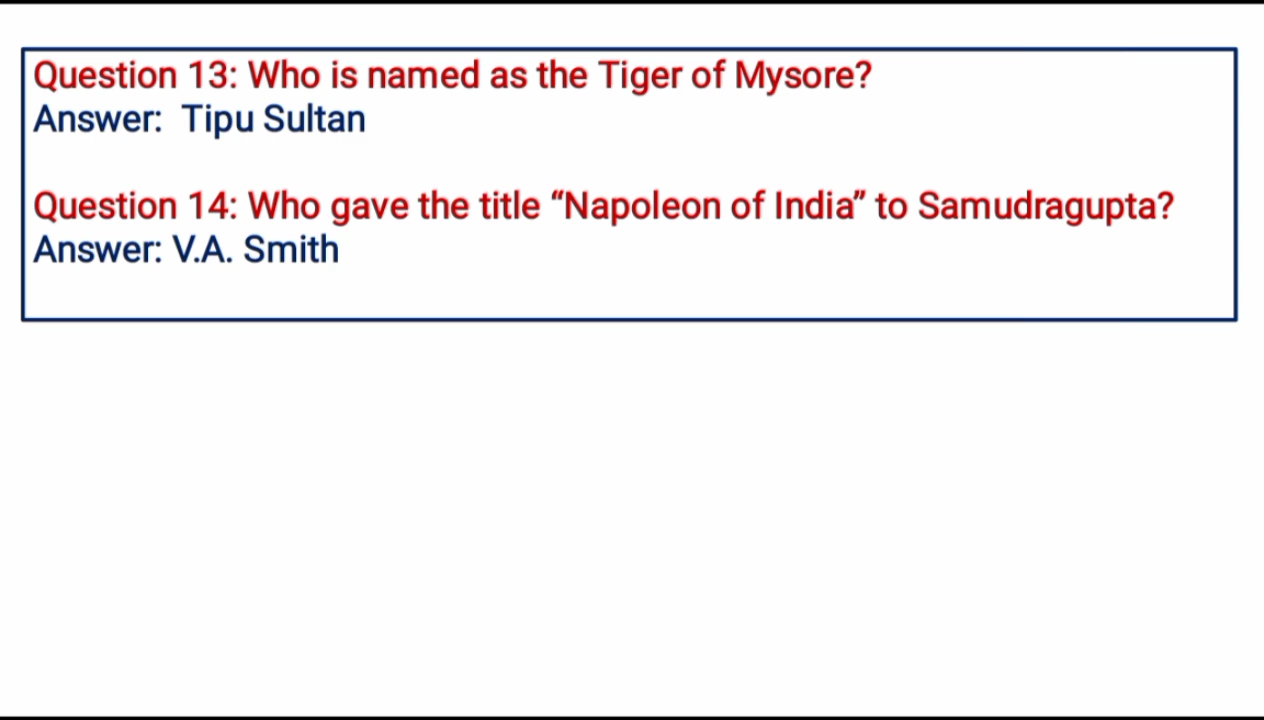 Question 13: Who is named as the Tiger of Mysore?
Answer:  Tipu Sultan
Question 14: Who gave the title “Napoleon of India” to Samudragupta?
Answer: V.A. Smith